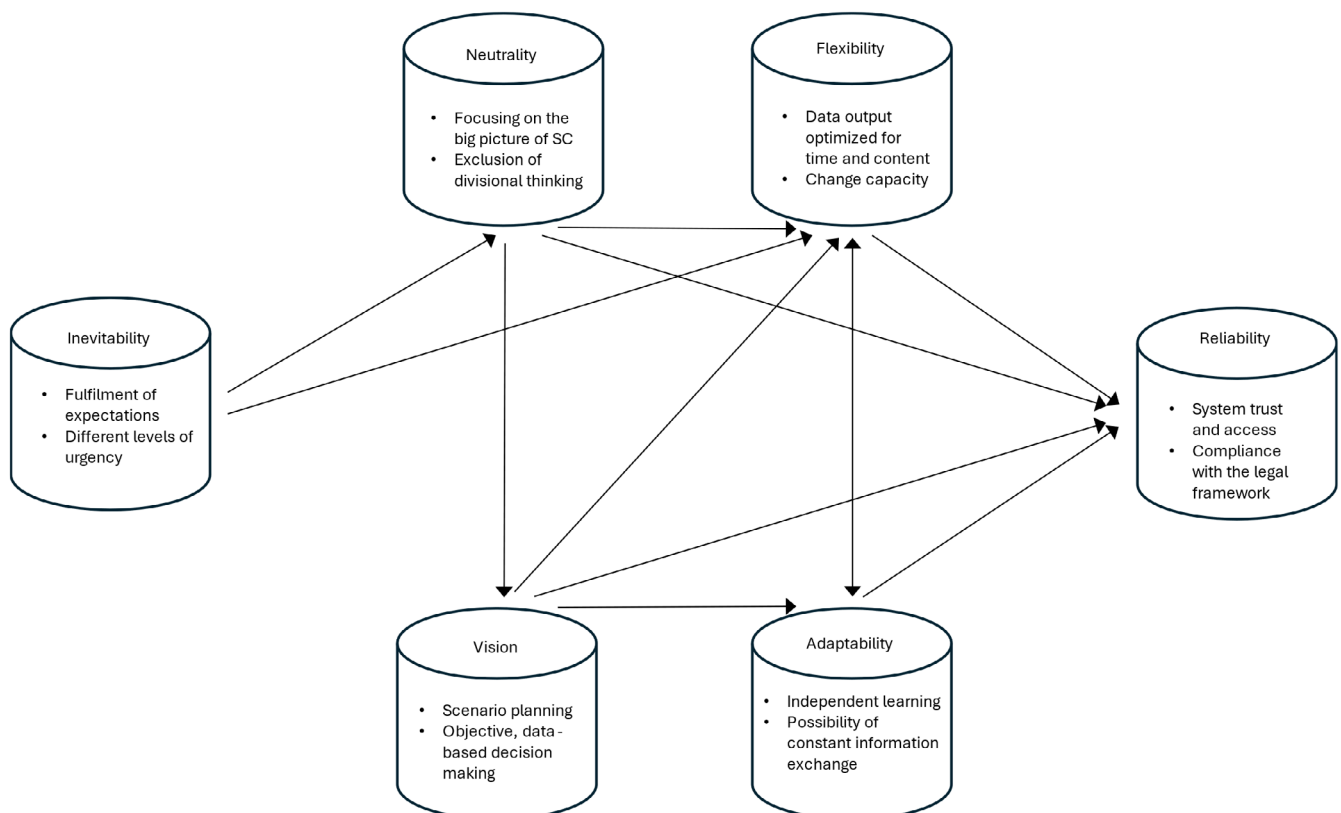 Neutrality
• Focusing on the
big picture of SC
• Exclusion of
divisional thinking
Flexibility
• Data output
optimized for
time and content
• Change capacity
Inevitability
• Fulfilment of
expectations
• Different levels of
urgency
Reliability
• System trust
and access
• Compliance
with the legal
framework
Vision
• Scenario planning
• Objective, data-
based decision
making
Adaptability
• Independent learning
• Possibility of
constant information
exchange